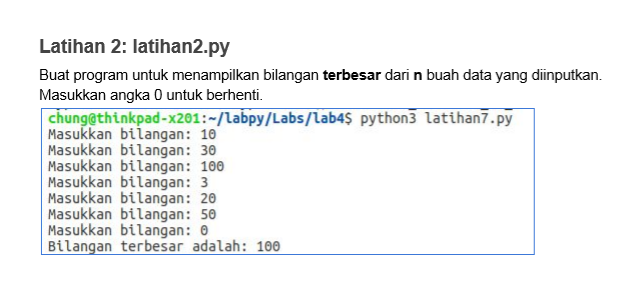 Latihan 2: latihan2.py
Buat program untuk menampilkan bilangan terbesar dari n buah data yang diinputkan.
Masukkan angka 0 untuk berhenti.
chung@thinkpad-x201:~/labpy/Labs/lab4$ python3 latihan7.py
Masukkan bilangan: 10
Masukkan bilangan: 30
Masukkan bilangan: 100
Masukkan bilangan: 3
Masukkan bilangan: 20
Masukkan bilangan: 50
Masukkan bilangan: 0
Bilangan terbesar adalah: 100